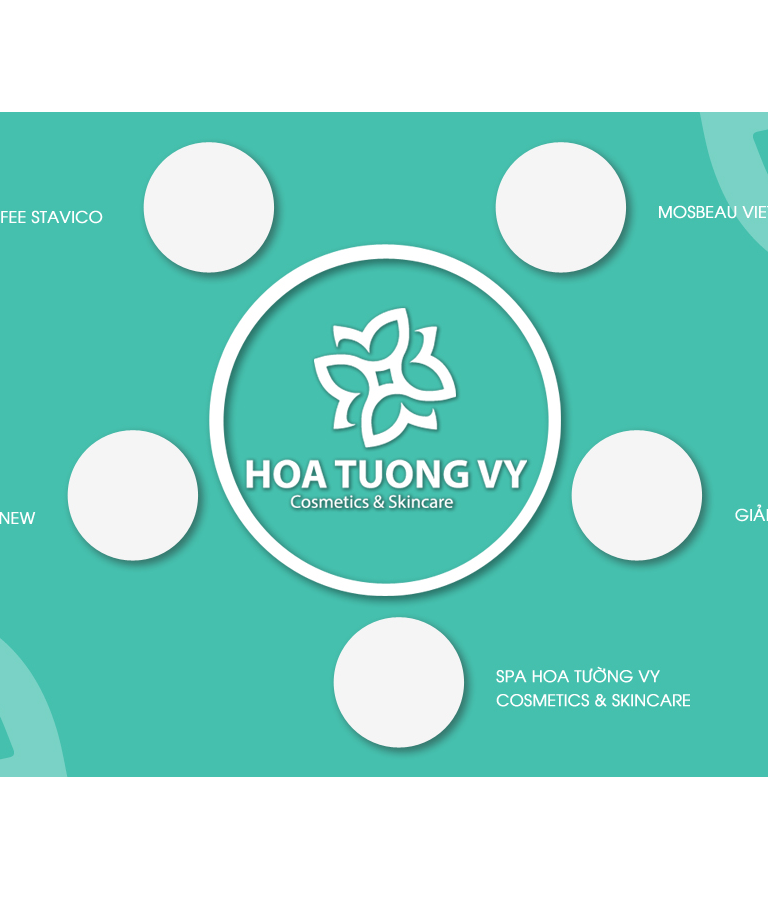 FEE STAVICO
MOSBEAU VIE
HOA TUONG VY
Cosmetics & Skincare
NEW
GIẢ
SPA HOA TƯỜNG VY
COSMETICS & SKINCARE